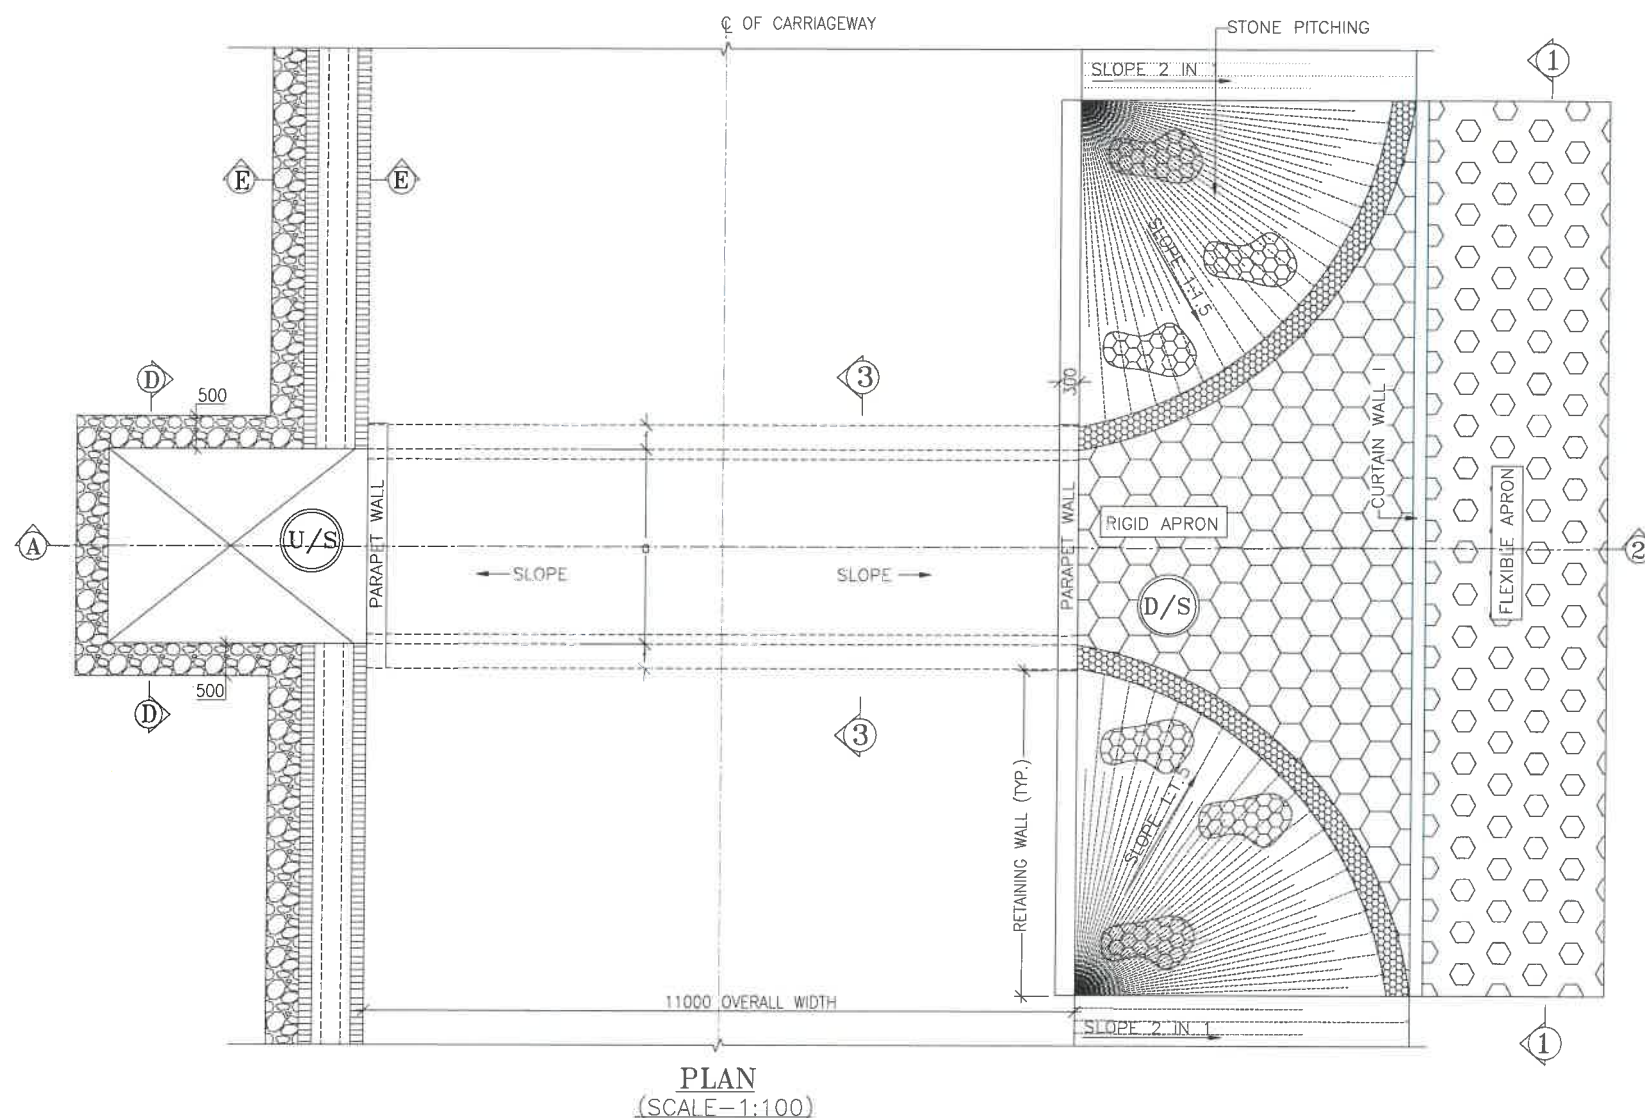 ℄ OF CARRIAGEWAY
STONE PITCHING
1
SLOPE 2 IN
E
E
SLOPE 1:1.5
D
500
3
300
CURTAIN WALL 1
PARAPET WALL
PARAPET WALL
RIGID APRON
FLEXIBLE APRON
A
U/S
2
SLOPE
SLOPE
D/S
500
D
3
RETAINING WALL (TYP.)
SLOPE 1:1.5
11000 OVERALL WIDTH
SLOPE 2 IN 1
1
PLAN
(SCALE-1:100)